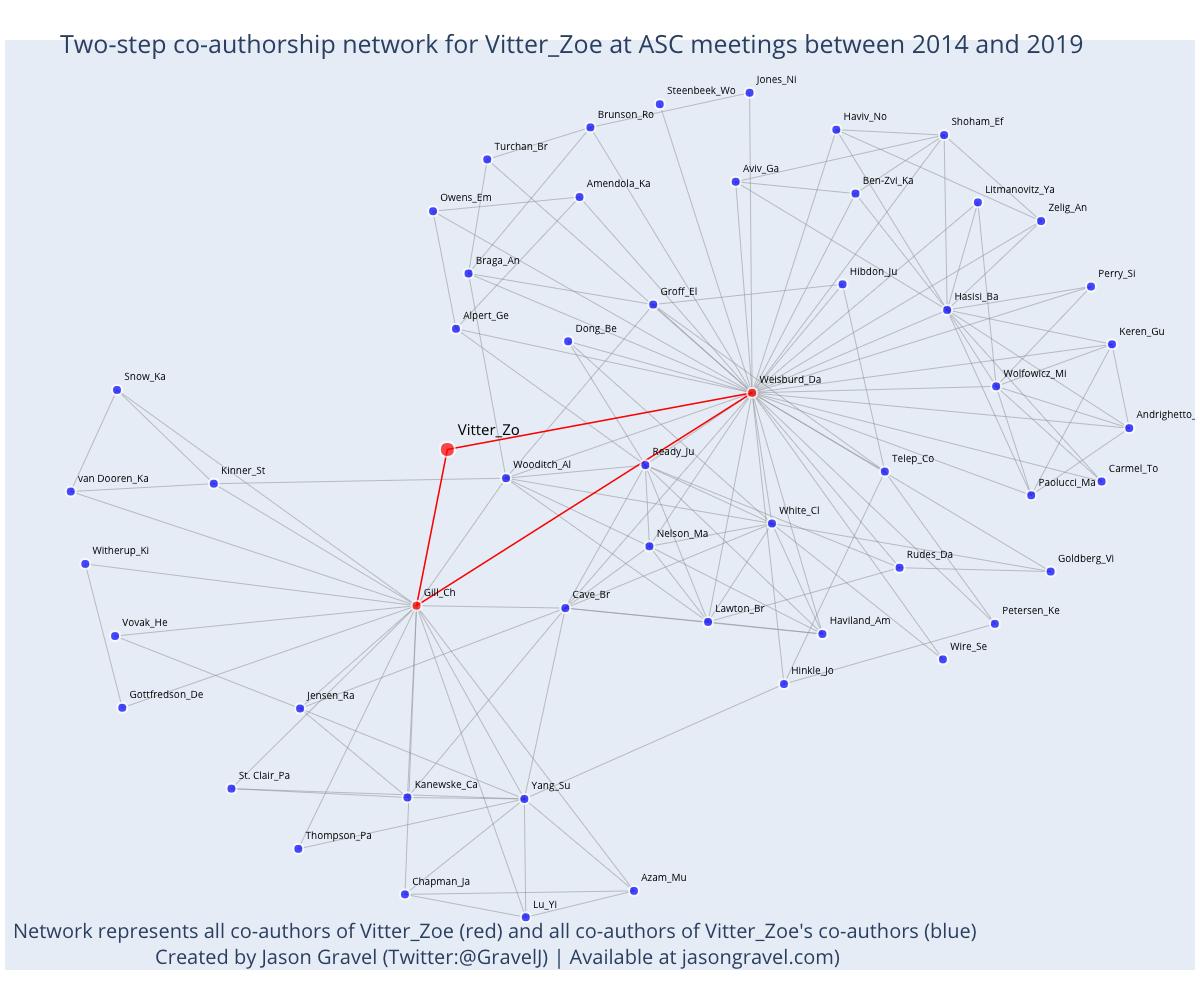 Two-step co-authorship network for Vitter_Zoe at ASC meetings between 2014 and 2019
Jones_Ni
Steenbeek_Wo
Brunson_Ro
Haviv_No
Shoham_Ef
Turchan_Br
Aviv_Ga
Ben-Zvi_Ka
Amendola_Ka
Litmanovitz_Ya
Owens_Em
Zelig_An
Braga_An
Hibdon_Ju
Perry_Si
Groff_El
Hasisi_Ba
Alpert_Ge
Dong_Be
Keren_Gu
Snow_Ka
Weisburd_Da
Wolfowicz_Mi
Andrighetto_
Vitter_Zo
Ready_Ju
Telep_Co
Wooditch_Al
Carmel_To
Kinner_St
van Dooren_Ka
Paolucci_Ma
White_Cl
Nelson_Ma
Witherup_Ki
Rudes_Da
Goldberg_Vi
Gill_Ch
Cave_Br
Lawton_Br
Petersen_Ke
Vovak_He
Haviland_Am
Wire_Se
Hinkle_Jo
Gottfredson_De
Jensen_Ra
St. Clair_Pa
Kanewske_Ca
Yang_Su
Thompson_Pa
Chapman_Ja
Azam_Mu
Lu_Yi
Network represents all co-authors of Vitter_Zoe (red) and all co-authors of Vitter_Zoe's co-authors (blue)
Created by Jason Gravel (Twitter:@GravelJ) | Available at jasongravel.com)